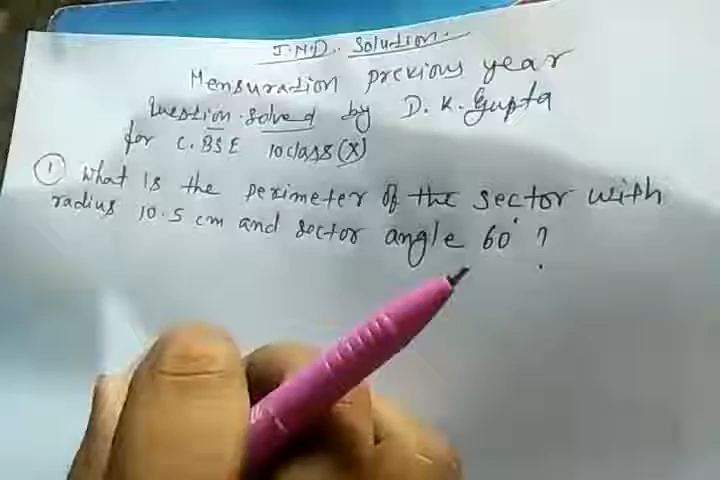 J.M.D. Solution.
Mensuration previous year
Question solved by D. K. Gupta
for C.BSE 10class (X)
① What is the perimeter of the sector with
radius 10.5 cm and sector angle 60° ?